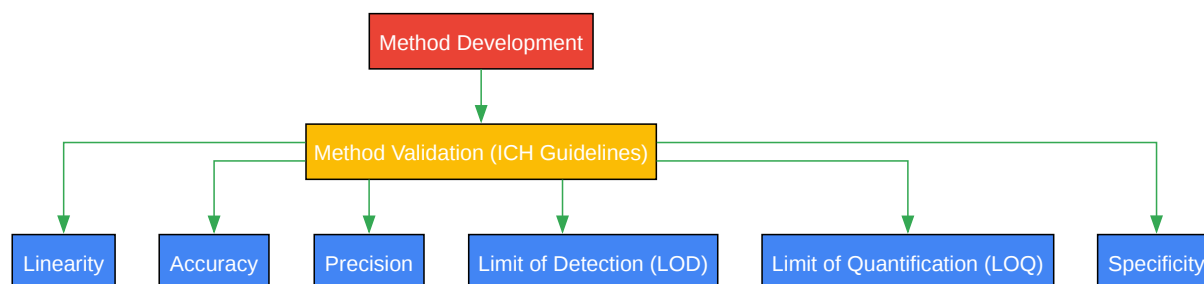 Method Development
Method Validation (ICH Guidelines)
Linearity
Accuracy
Precision
Limit of Detection (LOD)
Limit of Quantification (LOQ)
Specificity